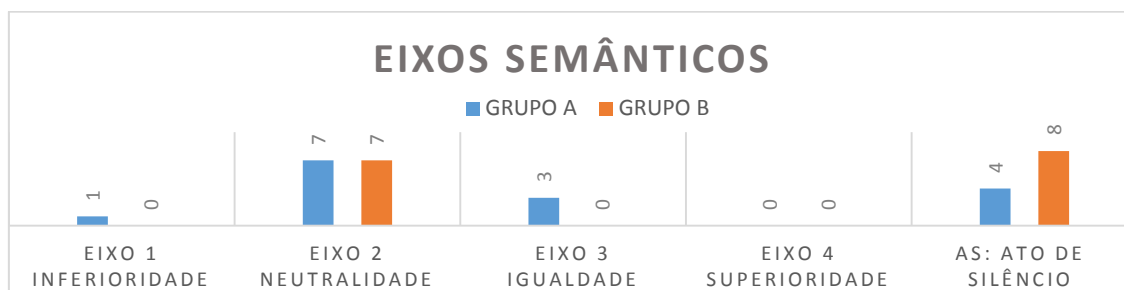 EIXOS SEMÂNTICOS
GRUPO A GRUPO B
1 0 7 7 3 0 0 0 4 8
EIXO 1 EIXO 2 EIXO 3 EIXO 4 AS: ATO DE
INFERIORIDADE NEUTRALIDADE IGUALDADE SUPERIORIDADE SILÊNCIO